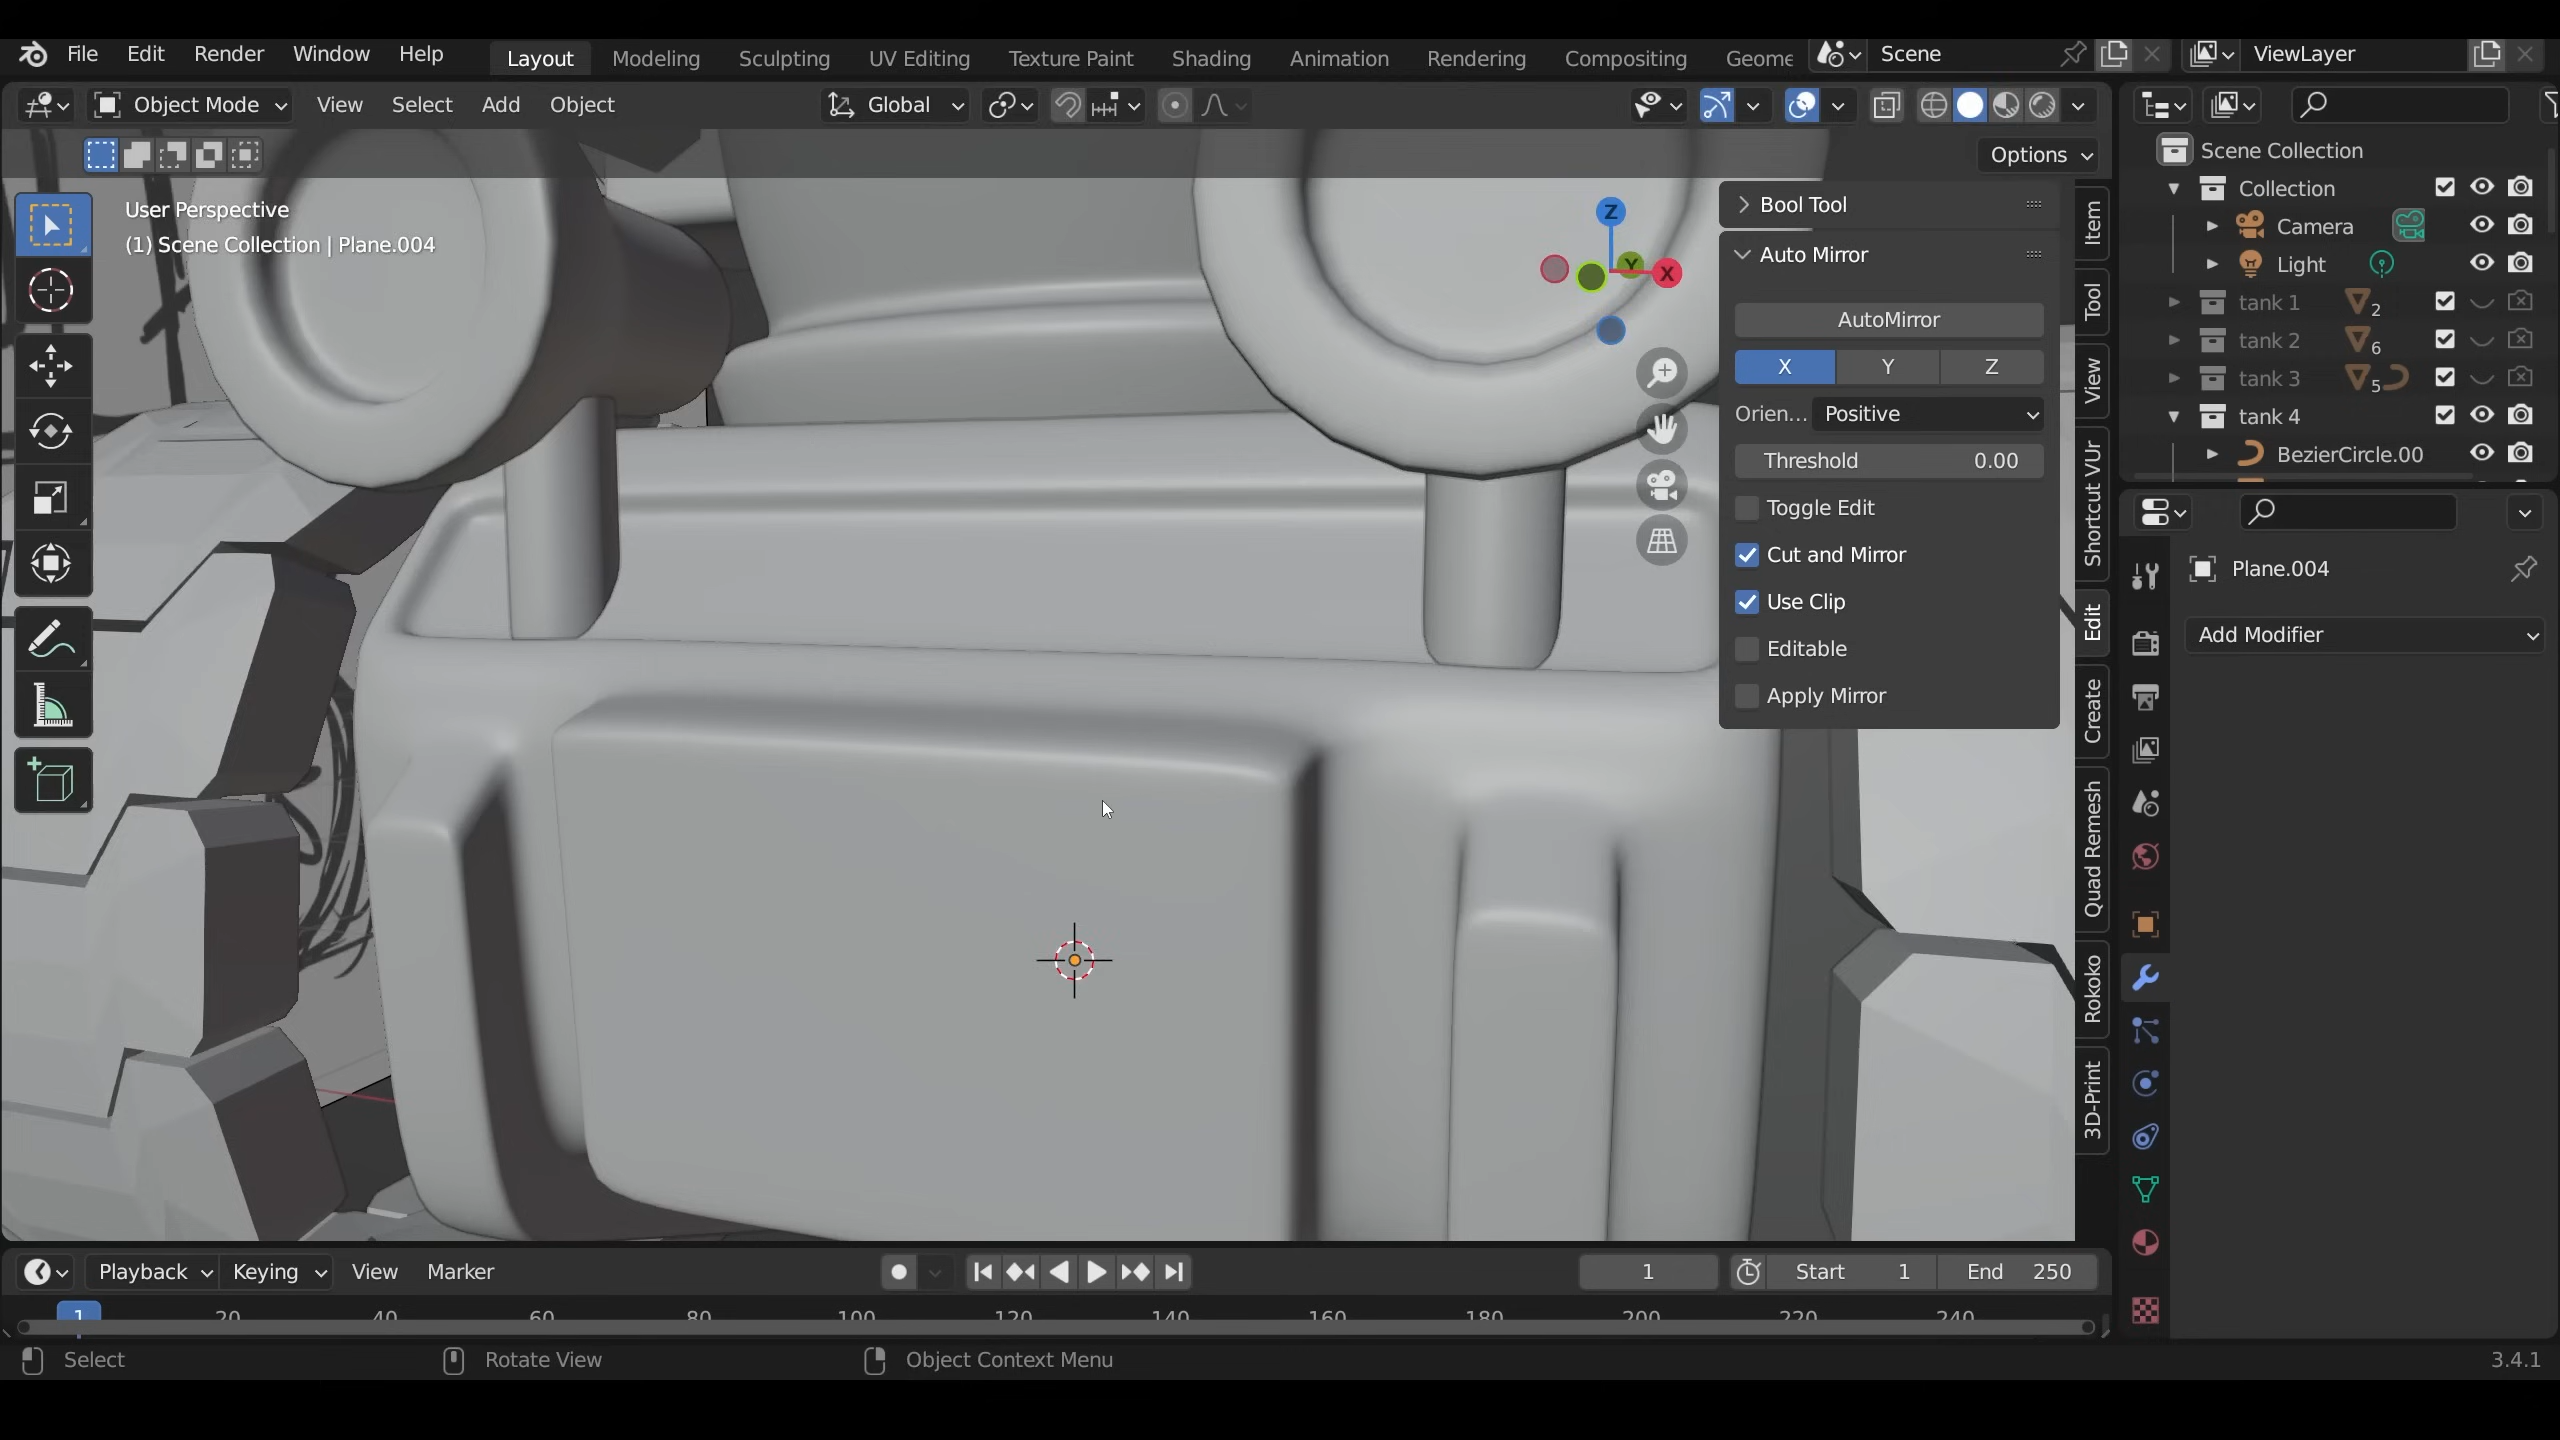 File Edit Render Window Help Layout Modeling Sculpting UV Editing Texture Paint Shading Animation Rendering Compositing Geome Scene ViewLayer
Object Mode View Select Add Object Global
Options
User Perspective
(1) Scene Collection | Plane.004
Z
Y
X
Bool Tool
Auto Mirror
AutoMirror
X Y Z
Orien... Positive
Threshold 0.00
Toggle Edit
Cut and Mirror
Use Clip
Editable
Apply Mirror
Item
Tool
View
Shortcut VUr
Edit
Create
Quad Remesh
Rokoko
3D-Print
Scene Collection
Collection
Camera
Light
tank 1 2
tank 2 6
tank 3 5
tank 4
BezierCircle.00
Plane.004
Add Modifier
Playback Keying View Marker 1 Start 1 End 250
1 20 40 60 80 100 120 140 160 180 200 220 240
Select Rotate View Object Context Menu 3.4.1